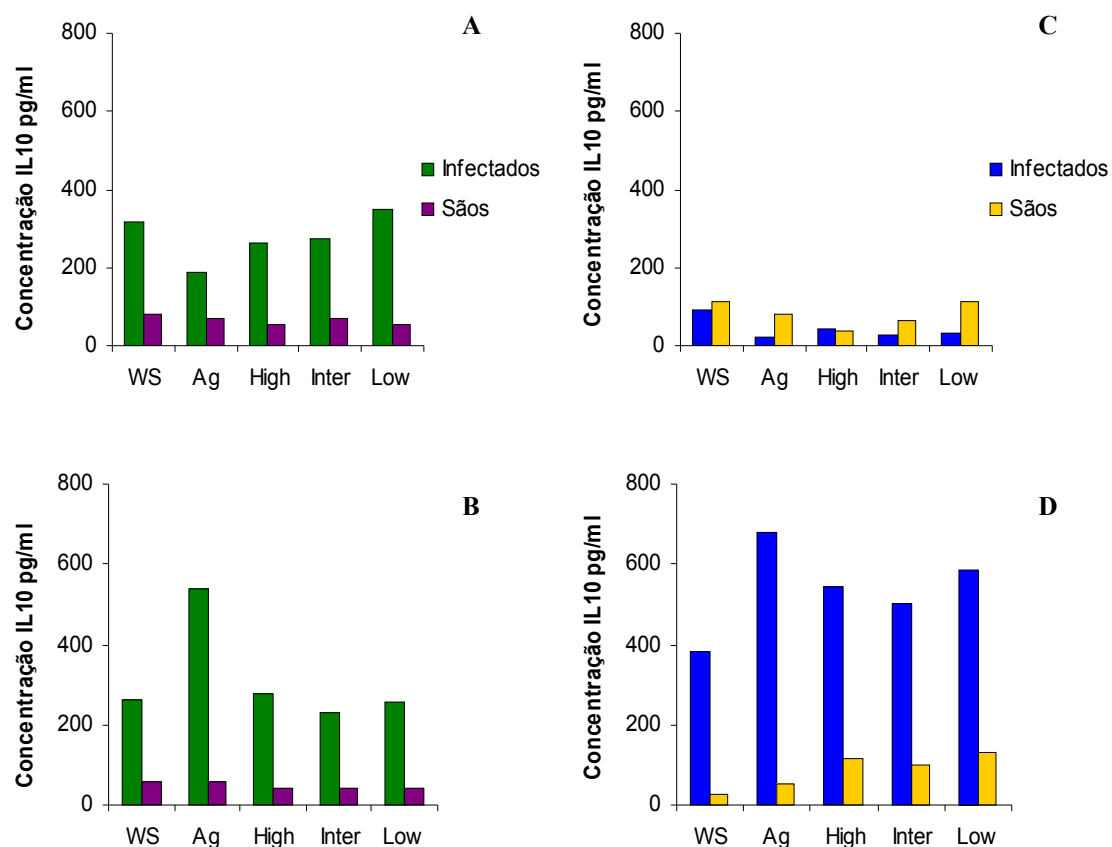 A
Concentração IL10 pg/ml
800
600
400
200
0
WS Ag High Inter Low
Infectados
Sãos
C
Concentração IL10 pg/ml
800
600
400
200
0
WS Ag High Inter Low
Infectados
Sãos
B
Concentração IL10 pg/ml
800
600
400
200
0
WS Ag High Inter Low
D
Concentração IL10 pg/ml
800
600
400
200
0
WS Ag High Inter Low